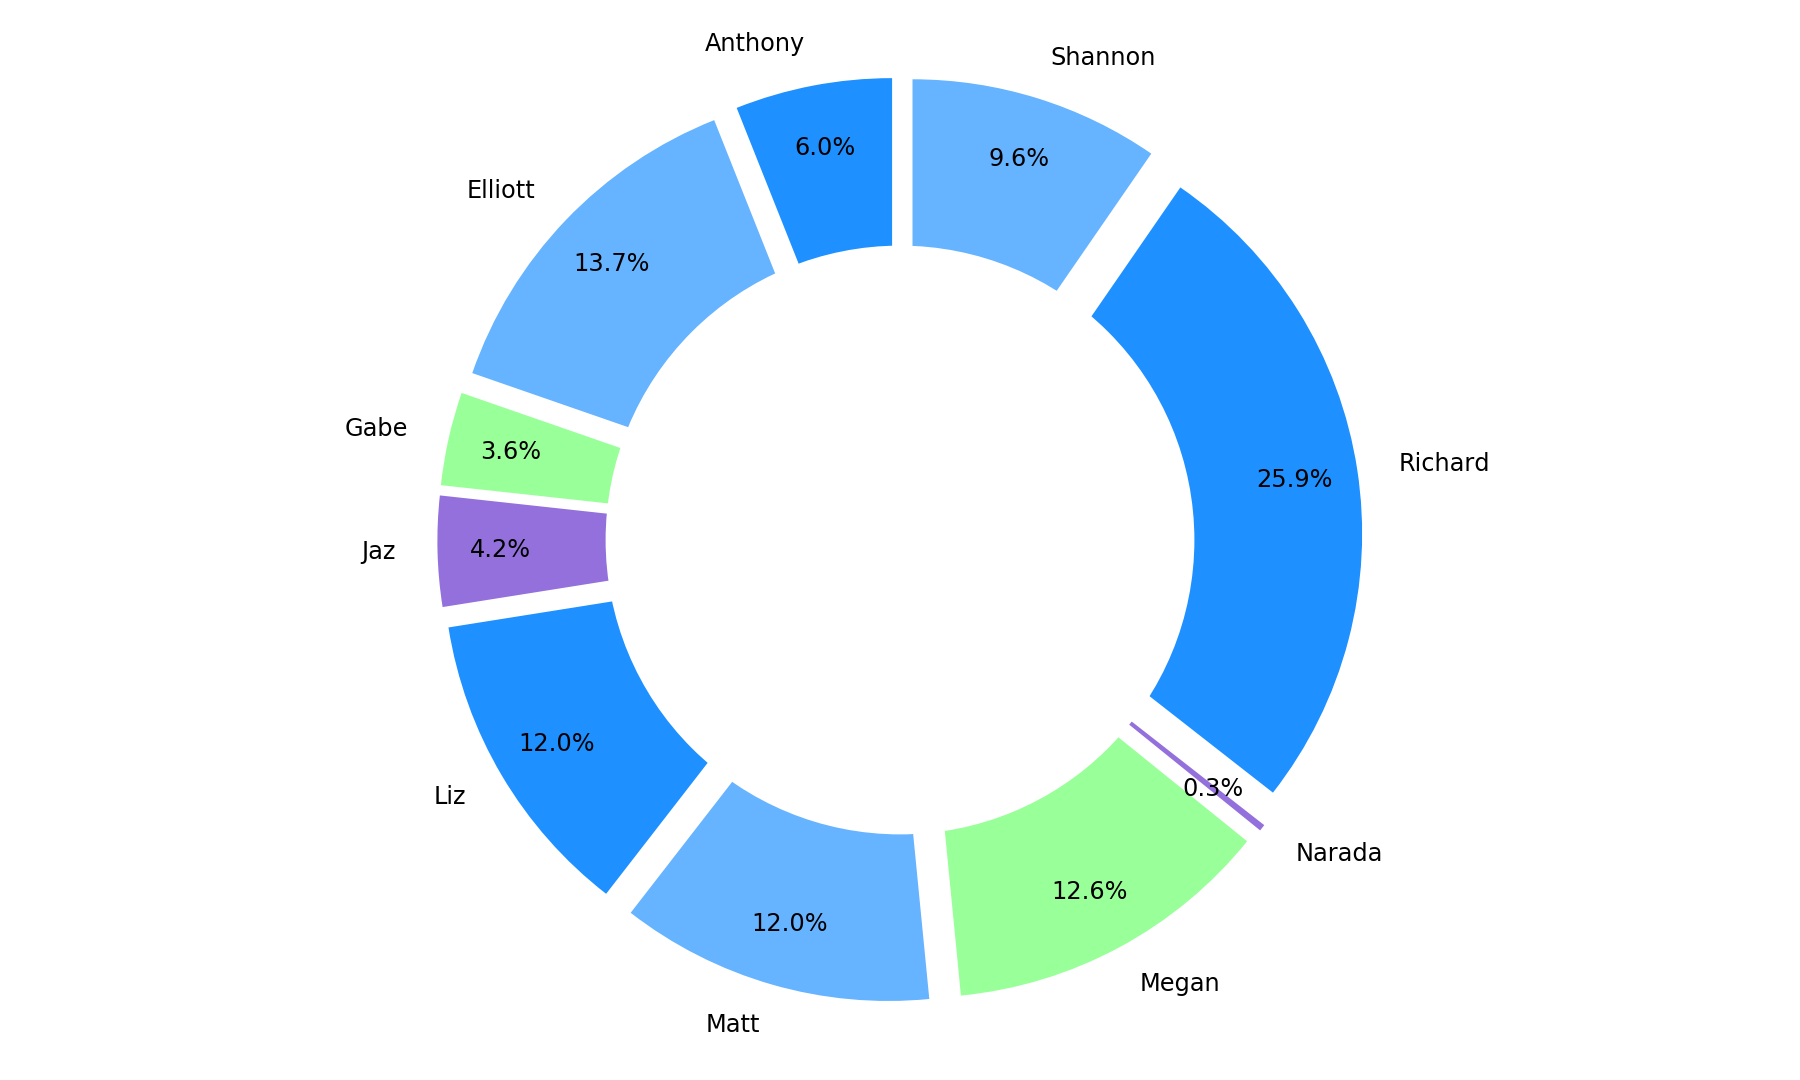 Anthony
Shannon
6.0%
9.6%
Elliott
13.7%
Gabe
3.6%
Richard
25.9%
Jaz
4.2%
12.0%
Liz
0.3%
Narada
12.6%
Megan
12.0%
Matt